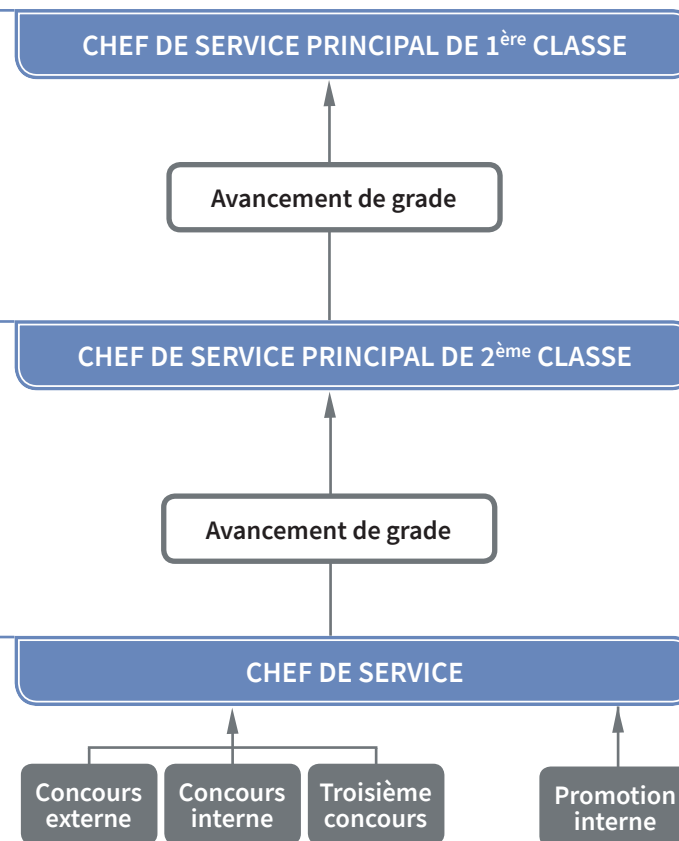 CHEF DE SERVICE PRINCIPAL DE 1ère CLASSE
Avancement de grade
CHEF DE SERVICE PRINCIPAL DE 2ème CLASSE
Avancement de grade
CHEF DE SERVICE
Concours
externe
Concours
interne
Troisième
concours
Promotion
interne